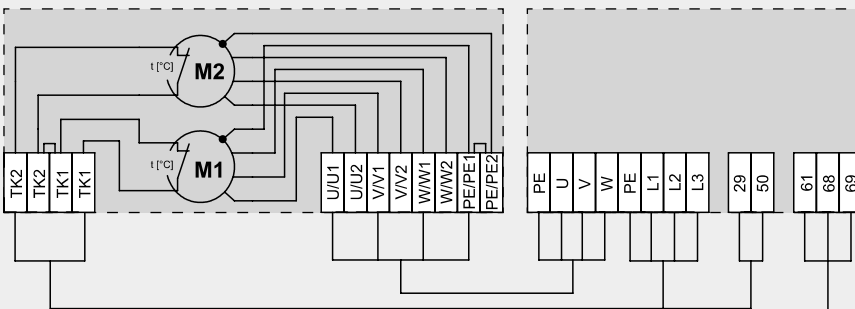 t [°C]
M2
t [°C]
M1
TK2
TK2
TK1
TK1
U/U1
U/U2
V/V1
V/V2
W/W1
W/W2
PE/PE1
PE/PE2
PE
U
V
W
PE
L1
L2
L3
29
50
61
68
69